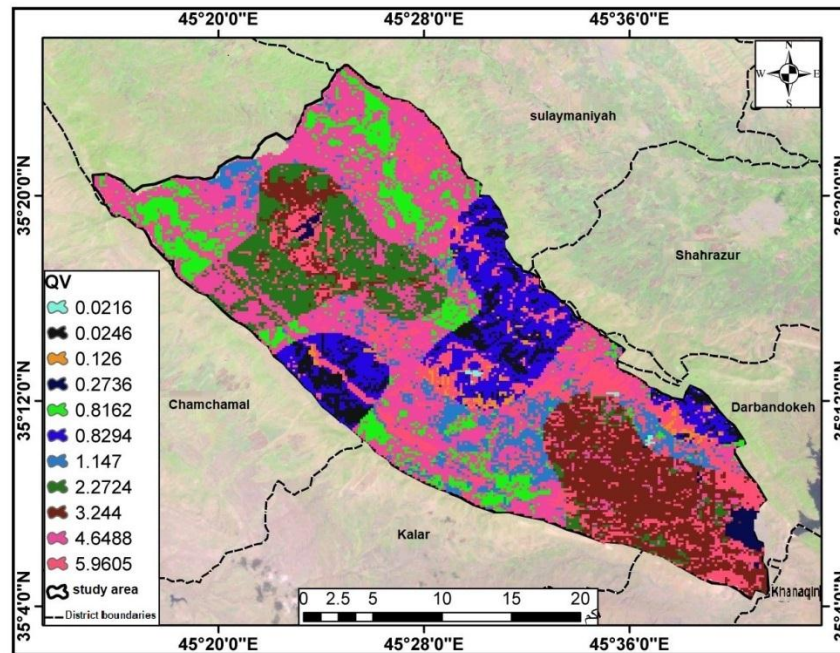 45°20'0"E 45°28'0"E 45°36'0"E
N
W E
S
sulaymaniyah
35°20'0"N
Shahrazur
QV
0.0216
0.0246
0.126
0.2736
0.8162
0.8294
1.147
2.2724
3.244
4.6488
5.9605
study area
District boundaries
35°12'0"N
Chamchamal
Darbandokeh
Kalar
Khanaqin
0 2.5 5 10 15 20
35°4'0"N 35°4'0"N
45°20'0"E 45°28'0"E 45°36'0"E